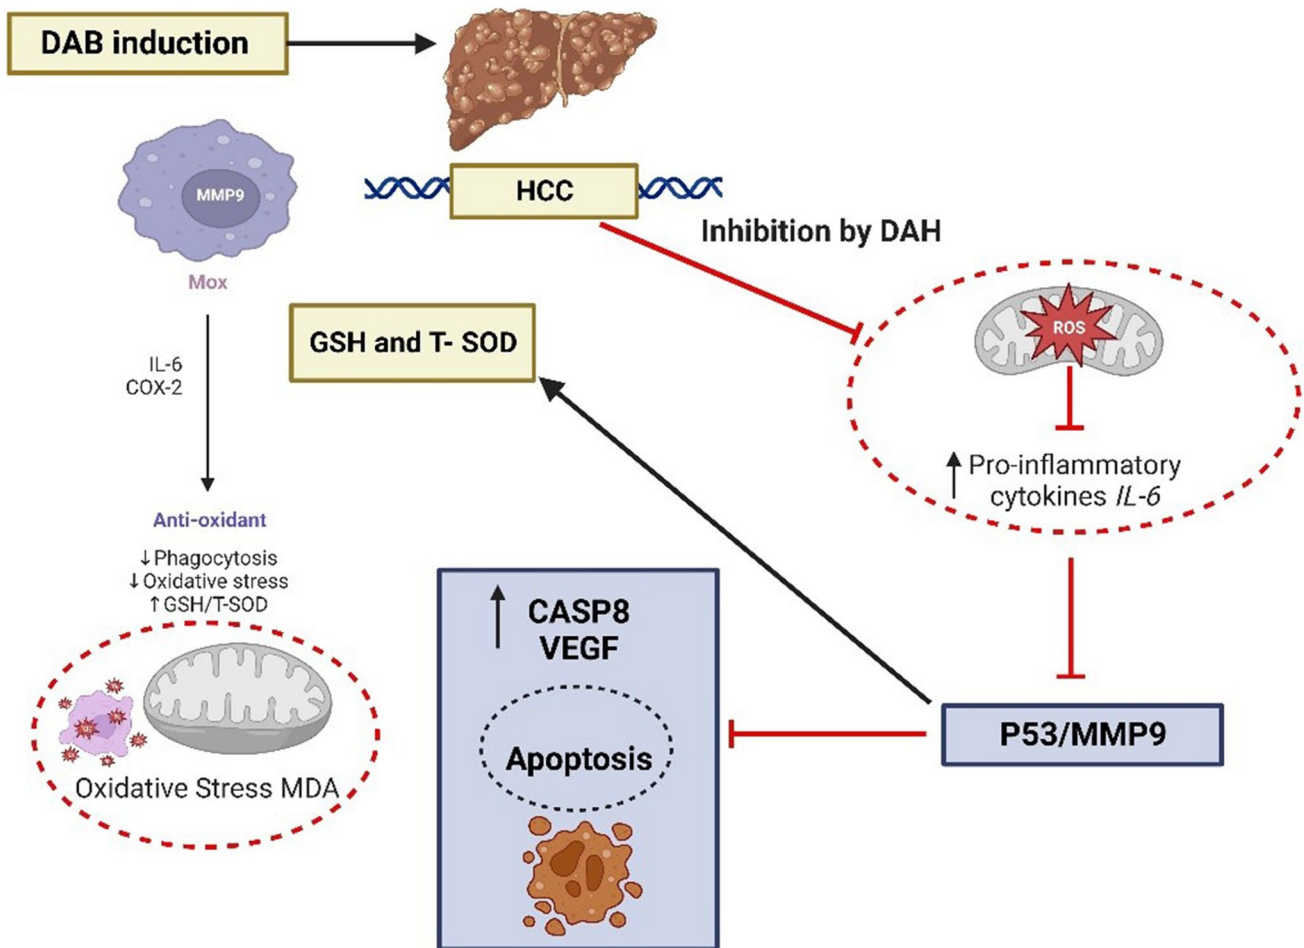 DAB induction
MMP9
HCC
Inhibition by DAH
Mox
GSH and T- SOD
ROS
IL-6
COX-2
Pro-inflammatory
cytokines IL-6
Anti-oxidant
↓Phagocytosis
↓Oxidative stress
↑GSH/T-SOD
CASP8
VEGF
P53/MMP9
Apoptosis
Oxidative Stress MDA